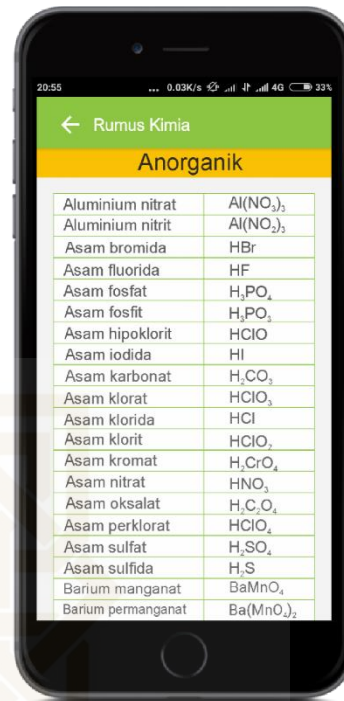 20:55 ... 0.03K/s 4G 33%
← Rumus Kimia
Anorganik
Aluminium nitrat Al(NO₃)₃
Aluminium nitrit Al(NO₂)₃
Asam bromida HBr
Asam fluorida HF
Asam fosfat H₃PO₄
Asam fosfit H₃PO₃
Asam hipoklorit HClO
Asam iodida HI
Asam karbonat H₂CO₃
Asam klorat HClO₃
Asam klorida HCl
Asam klorit HClO₂
Asam kromat H₂CrO₄
Asam nitrat HNO₃
Asam oksalat H₂C₂O₄
Asam perklorat HClO₄
Asam sulfat H₂SO₄
Asam sulfida H₂S
Barium manganat BaMnO₄
Barium permanganat Ba(MnO₄)₂